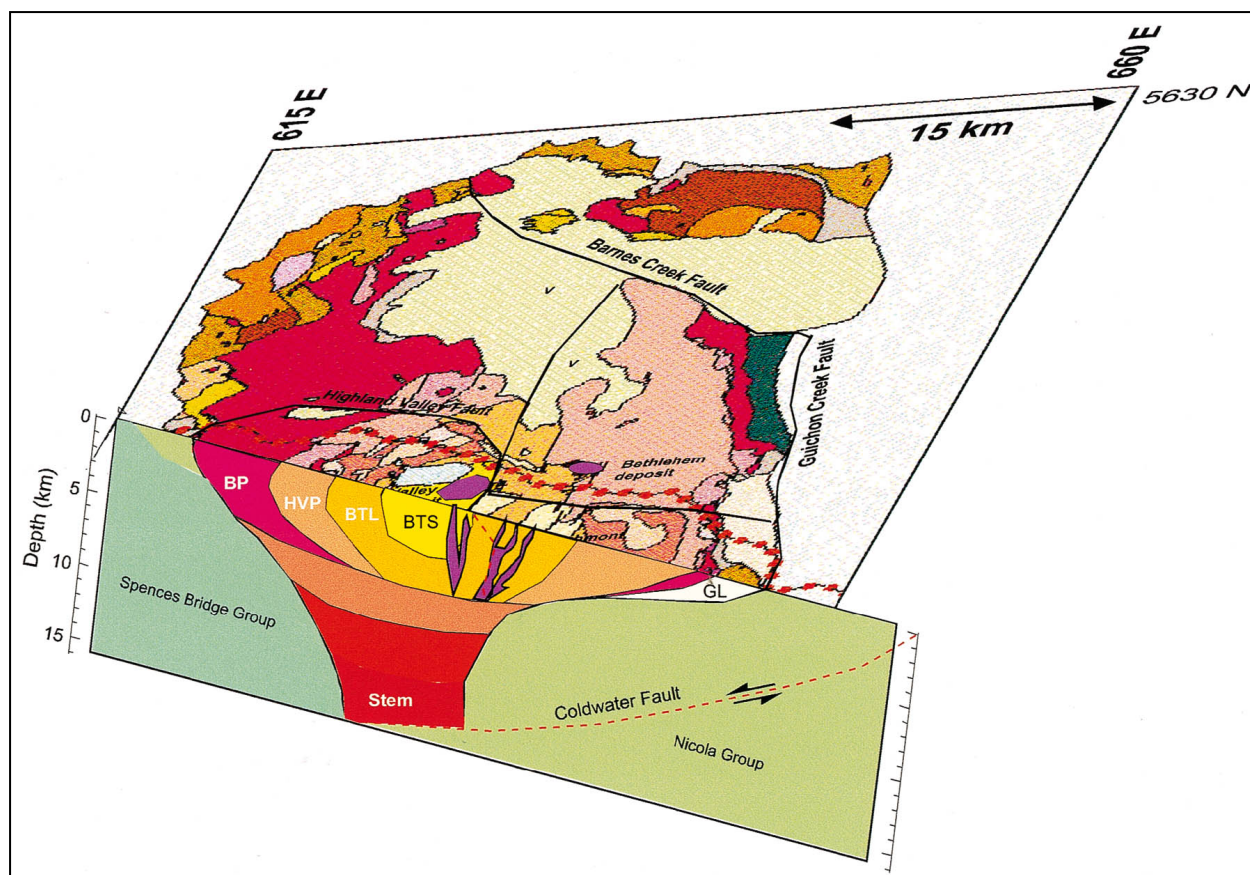 615 E
660 E
5630 N
15 km
Barnes Creek Fault
v
v
Guichon Creek Fault
Highland Valley Fault
Bethlehem
deposit
0
5
10
15
Depth (km)
BP
HVP
BTL
BTS
GL
Spences Bridge Group
Stem
Coldwater Fault
Nicola Group